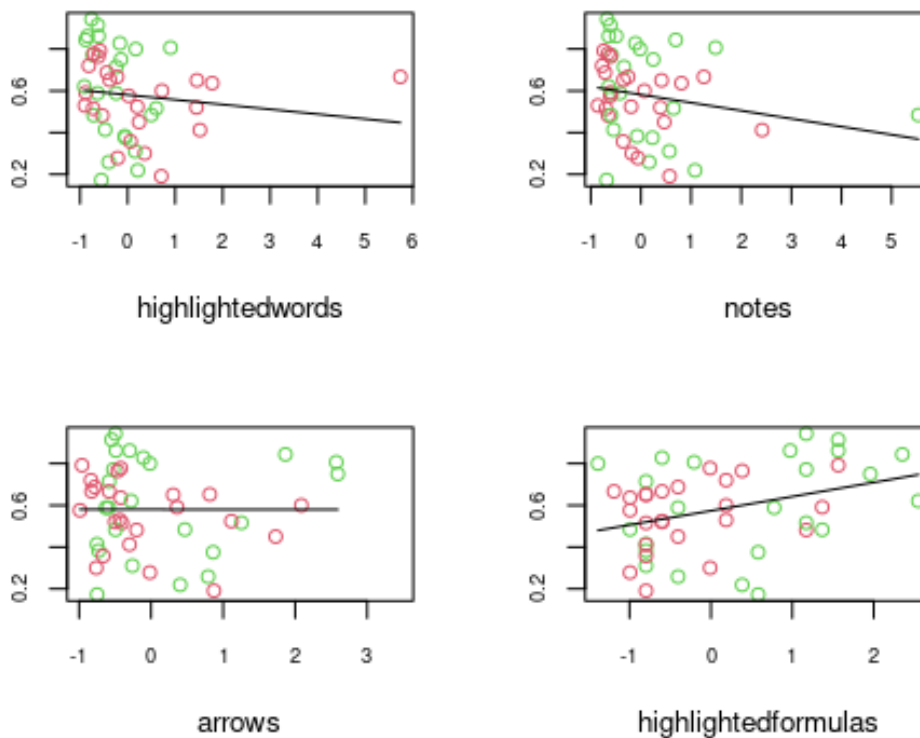 0.6
0.2
-1 0 1 2 3 4 5 6
highlightedwords
0.6
0.2
-1 0 1 2 3 4 5
notes
0.6
0.2
-1 0 1 2 3
arrows
0.6
0.2
-1 0 1 2
highlightedformulas